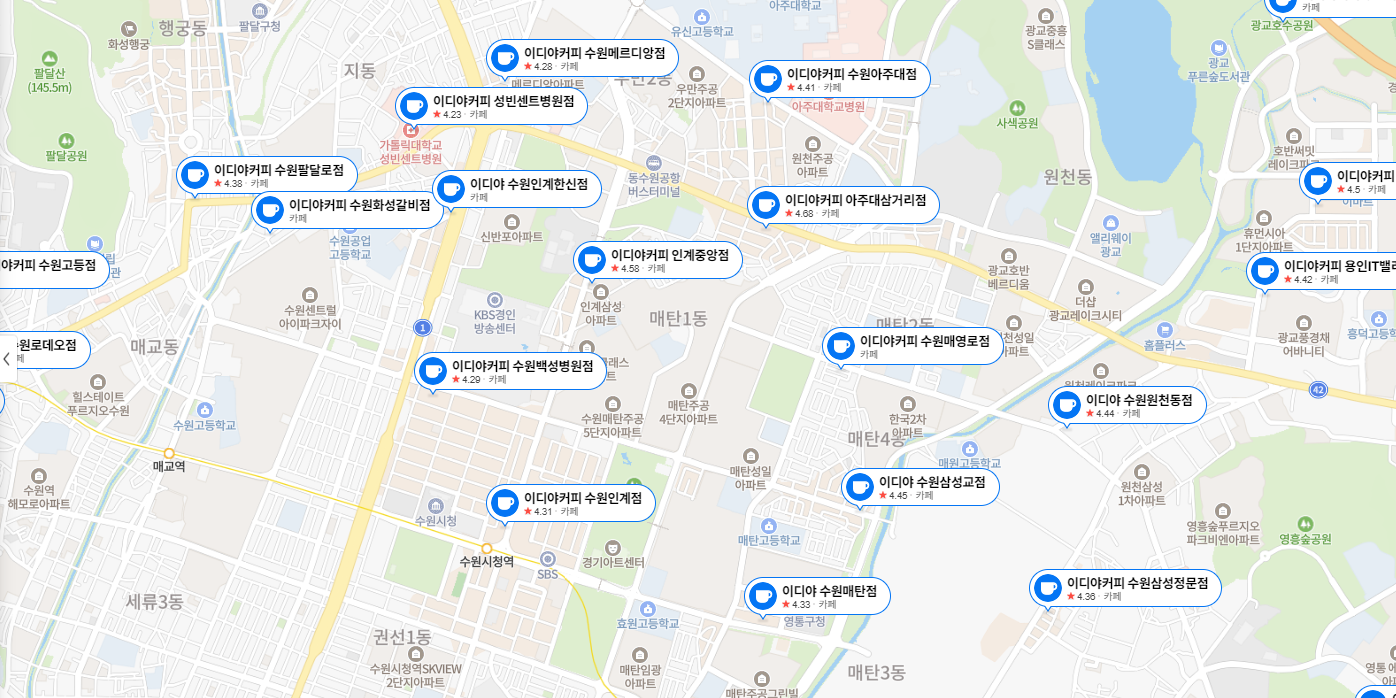 행궁동
팔달구청
화성행궁
유신고등학교
아주대학교
광교중흥
S클래스
카페
광교호수공원
팔달산
(145.5m)
지동
이디야커피 수원메르디앙점
4.28 · 카페
메르디앙아파트
우만2동
우만주공
2단지아파트
이디야커피 수원아주대점
4.41 · 카페
아주대학교병원
광교
푸른숲도서관
이디야커피 성빈센트병원점
4.23 · 카페
가톨릭대학교
성빈센트병원
사색공원
팔달공원
원천주공
아파트
호반써밋
레이크파크
이디야커피 수원팔달로점
4.38 · 카페
이디야 수원인계한신점
카페
동수원공항
버스터미널
원천동
이디야커피
4.5 · 카페
이마트
이디야커피 수원화성갈비점
카페
이디야커피 아주대삼거리점
4.68 · 카페
수원공업
고등학교
신반포아파트
앨리웨이
광교
휴먼시아
1단지아파트
야커피 수원고등점
이디야커피 인계중앙점
4.58 · 카페
광교호반
베르디움
이디야커피 용인IT밸리
4.42 · 카페
수원센트럴
아이파크자이
KBS경인
방송센터
인계삼성
아파트
매탄1동
더샵
광교레이크시티
1
매교동
원로데오점
페
매탄2동
이디야커피 수원매영로점
카페
홈플러스
광교풍경채
어바니티
흥덕고등학
이디야커피 수원백성병원점
4.29 · 카페
힐스테이트
푸르지오수원
매탄주공
4단지아파트
원천레이크파크
42
이디야 수원원천동점
4.44 · 카페
수원고등학교
수원매탄주공
5단지아파트
한국2차
아파트
매탄4동
매교역
매탄성일
아파트
매원고등학교
수원역
해모로아파트
이디야 수원삼성교점
4.45 · 카페
원천삼성
1차아파트
이디야커피 수원인계점
4.31 · 카페
수원시청
매탄고등학교
영흥숲푸르지오
파크비엔아파트
영흥숲공원
수원시청역
SBS
경기아트센터
세류3동
이디야 수원매탄점
4.33 · 카페
영통구청
이디야커피 수원삼성정문점
4.36 · 카페
효원고등학교
권선1동
수원시청역SKVIEW
2단지아파트
매탄임광
아파트
매탄3동
매탄주공그린빌